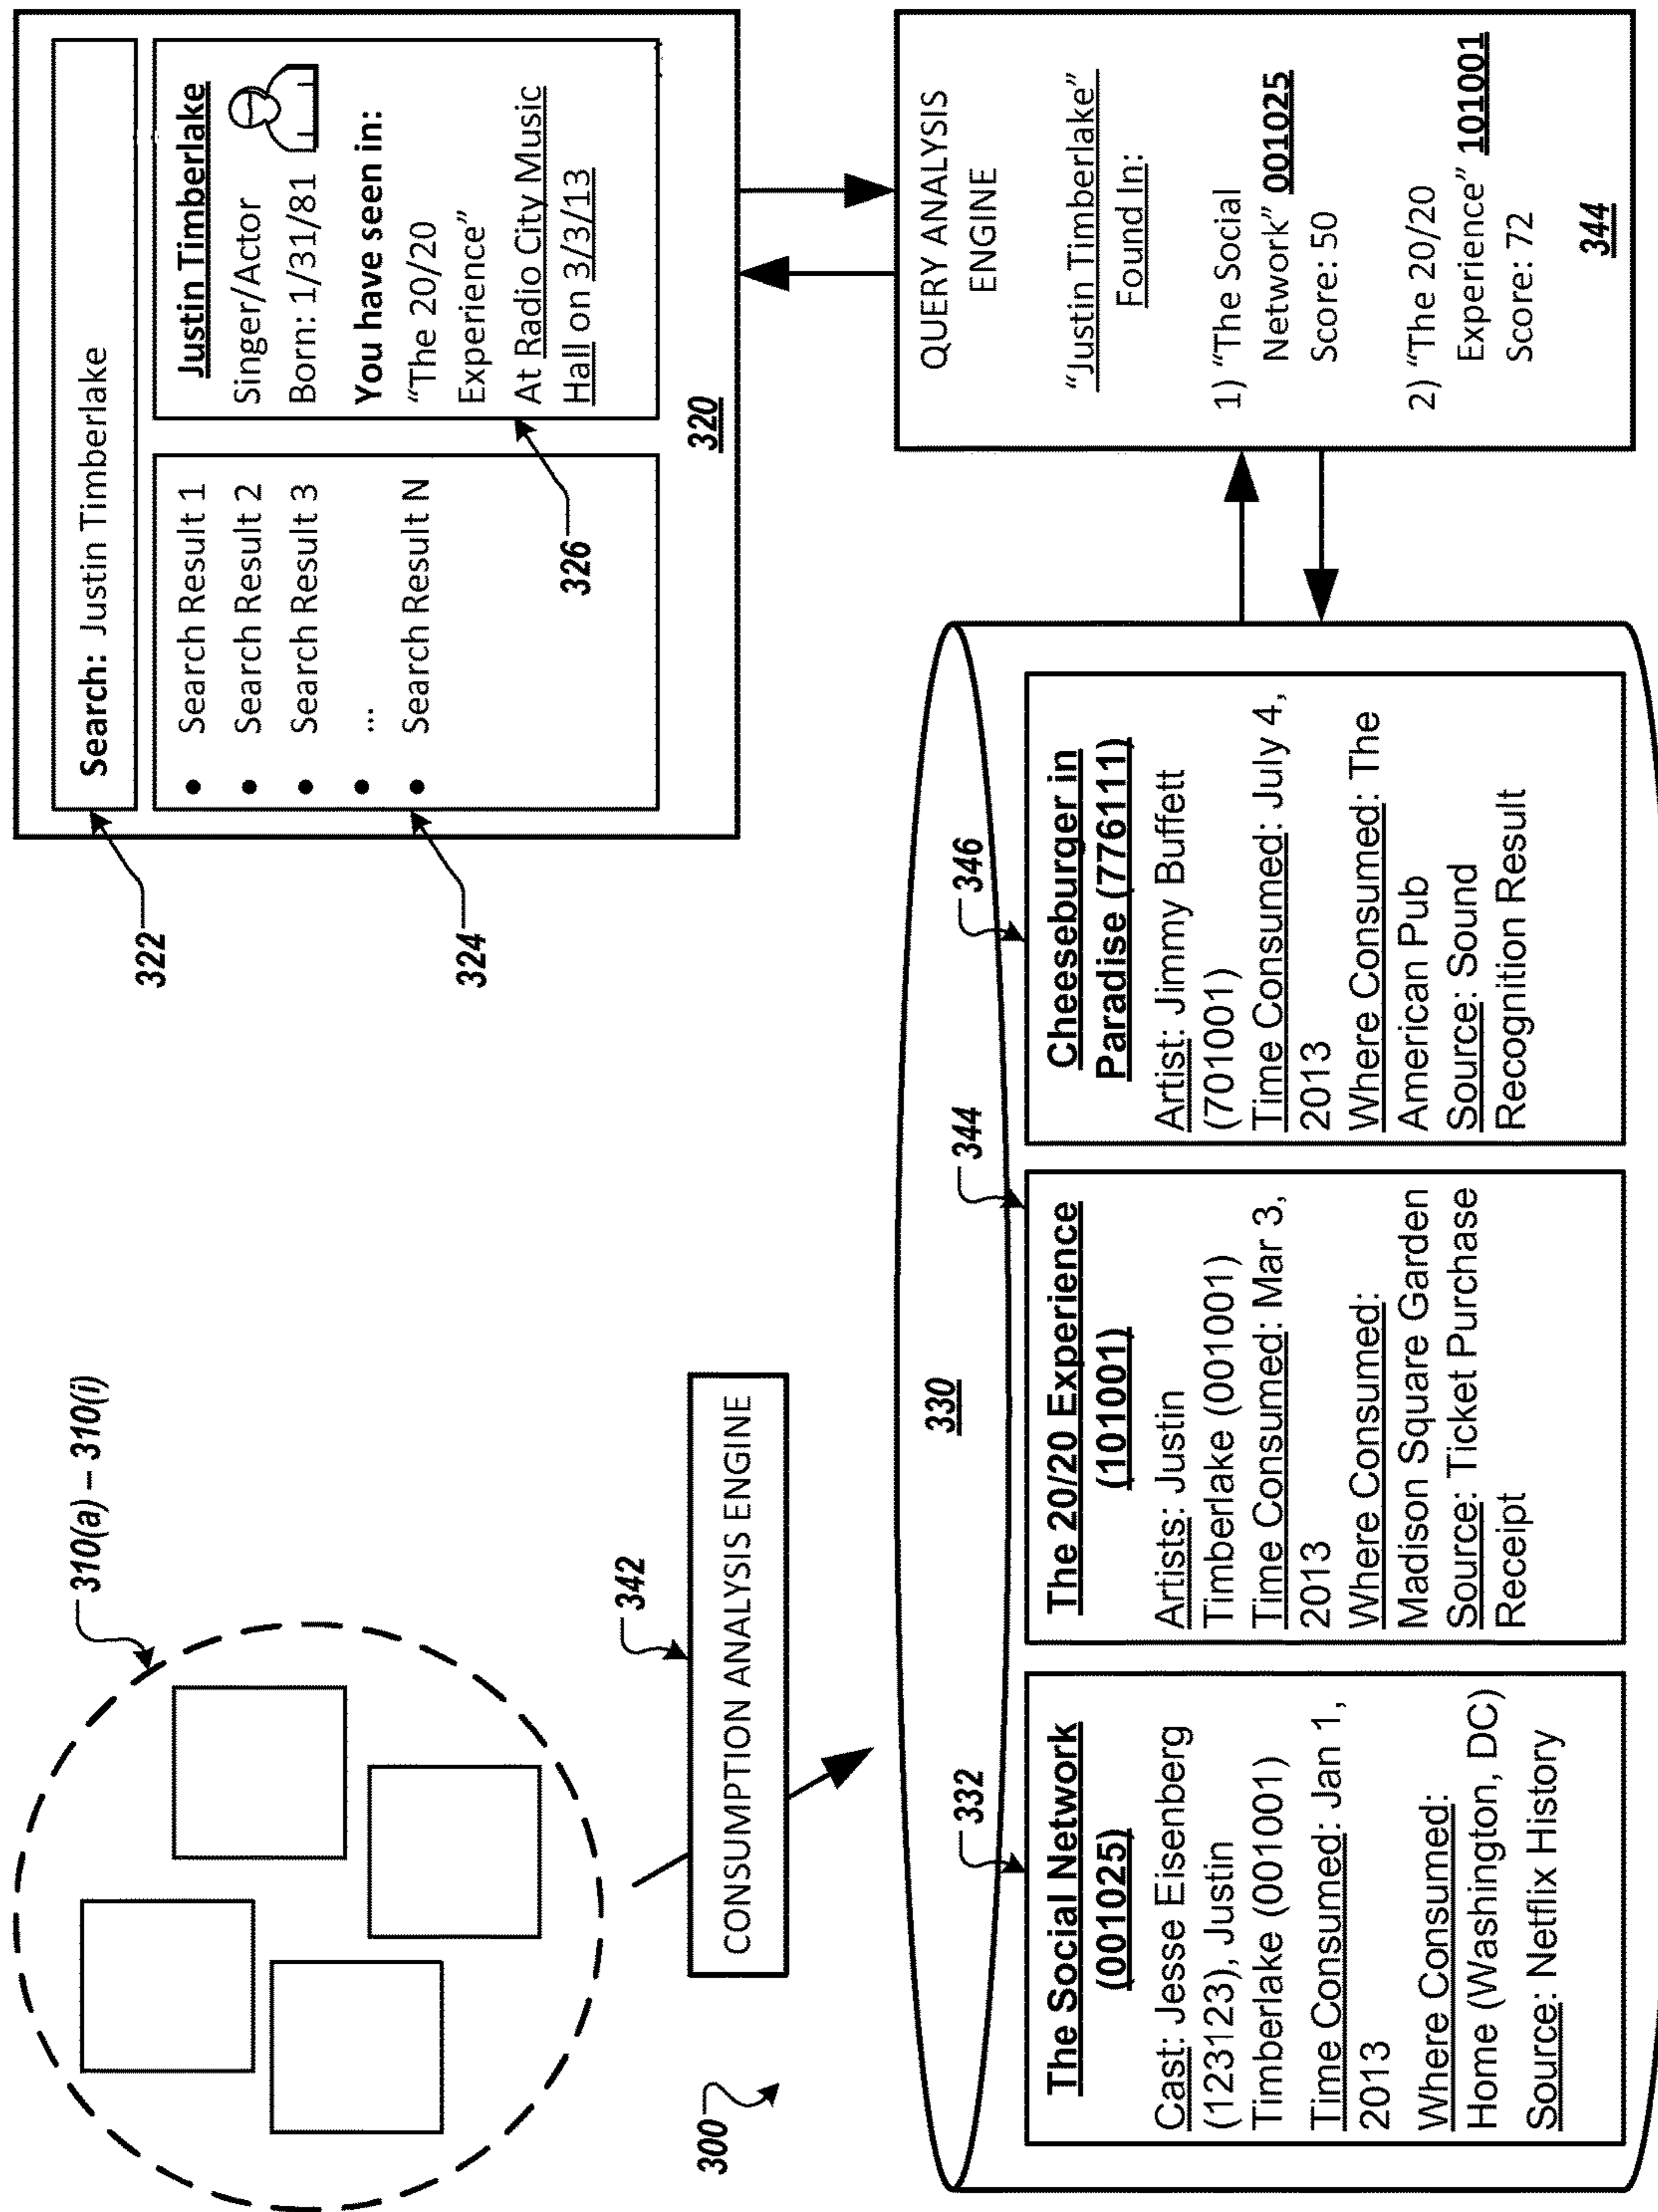 310(a) – 310(i)
300
342
CONSUMPTION ANALYSIS ENGINE
322
324
Search: Justin Timberlake
• Search Result 1
• Search Result 2
• Search Result 3
• ...
• Search Result N
Justin Timberlake
Singer/Actor
Born: 1/31/81
You have seen in:
“The 20/20
Experience”
At Radio City Music
Hall on 3/3/13
326
320
330
332
The Social Network
(001025)
Cast: Jesse Eisenberg
(123123), Justin
Timberlake (001001)
Time Consumed: Jan 1,
2013
Where Consumed:
Home (Washington, DC)
Source: Netflix History
344
The 20/20 Experience
(101001)
Artists: Justin
Timberlake (001001)
Time Consumed: Mar 3,
2013
Where Consumed:
Madison Square Garden
Source: Ticket Purchase
Receipt
346
Cheeseburger in
Paradise (776111)
Artist: Jimmy Buffett
(701001)
Time Consumed: July 4,
2013
Where Consumed: The
American Pub
Source: Sound
Recognition Result
QUERY ANALYSIS
ENGINE
“Justin Timberlake”
Found In:
1) “The Social
Network” 001025
Score: 50
2) “The 20/20
Experience” 101001
Score: 72
344